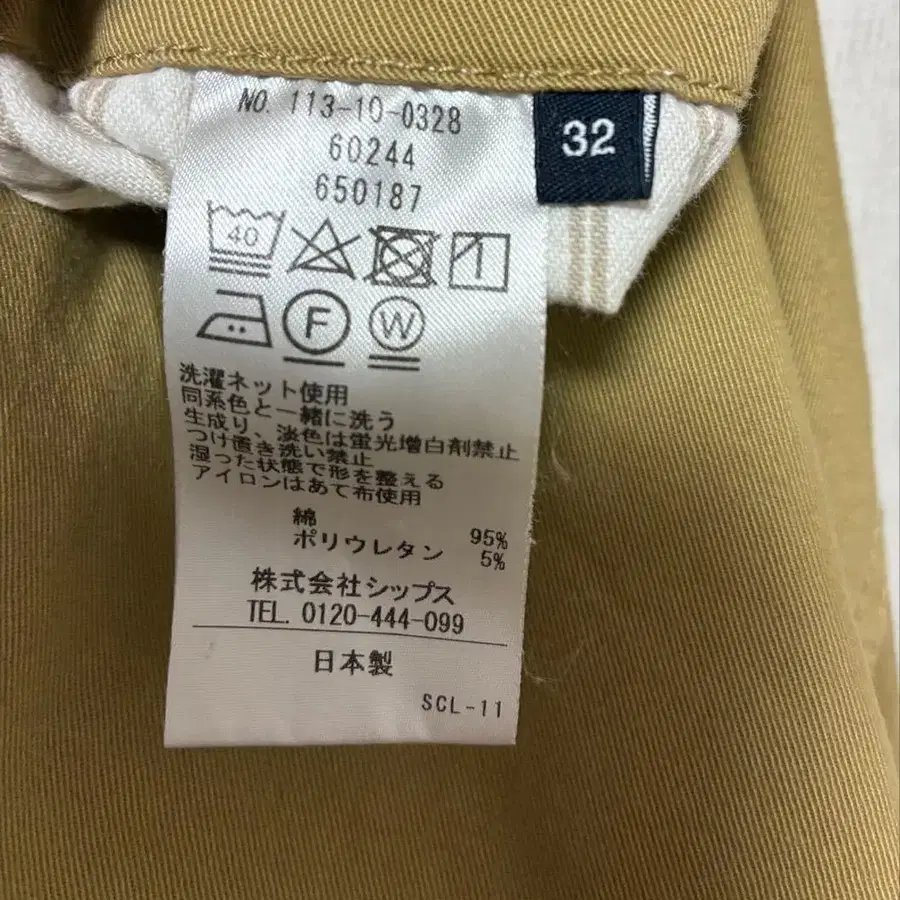 NO. 113-10-0328
60244
650187
32
40
F
W
洗濯ネット使用
同系色と一緒に洗う
生成り、淡色は蛍光増白剤禁止
つけ置き洗い禁止
湿った状態で形を整える
アイロンはあて布使用
綿 95%
ポリウレタン 5%
株式会社シップス
TEL. 0120-444-099
日本製
SCL-11